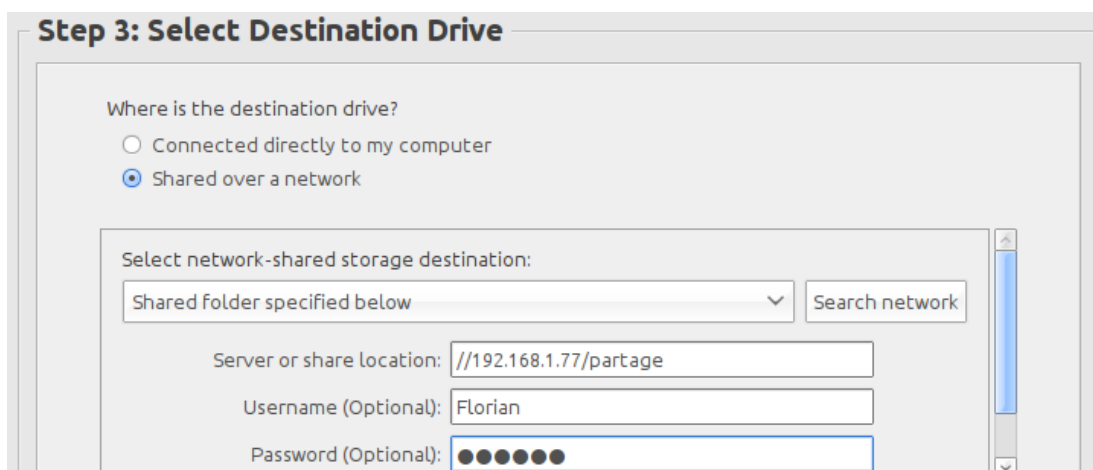 Step 3: Select Destination Drive
Where is the destination drive?
Connected directly to my computer
Shared over a network
Select network-shared storage destination:
Shared folder specified below
Search network
Server or share location: //192.168.1.77/partage
Username (Optional): Florian
Password (Optional): ●●●●●●